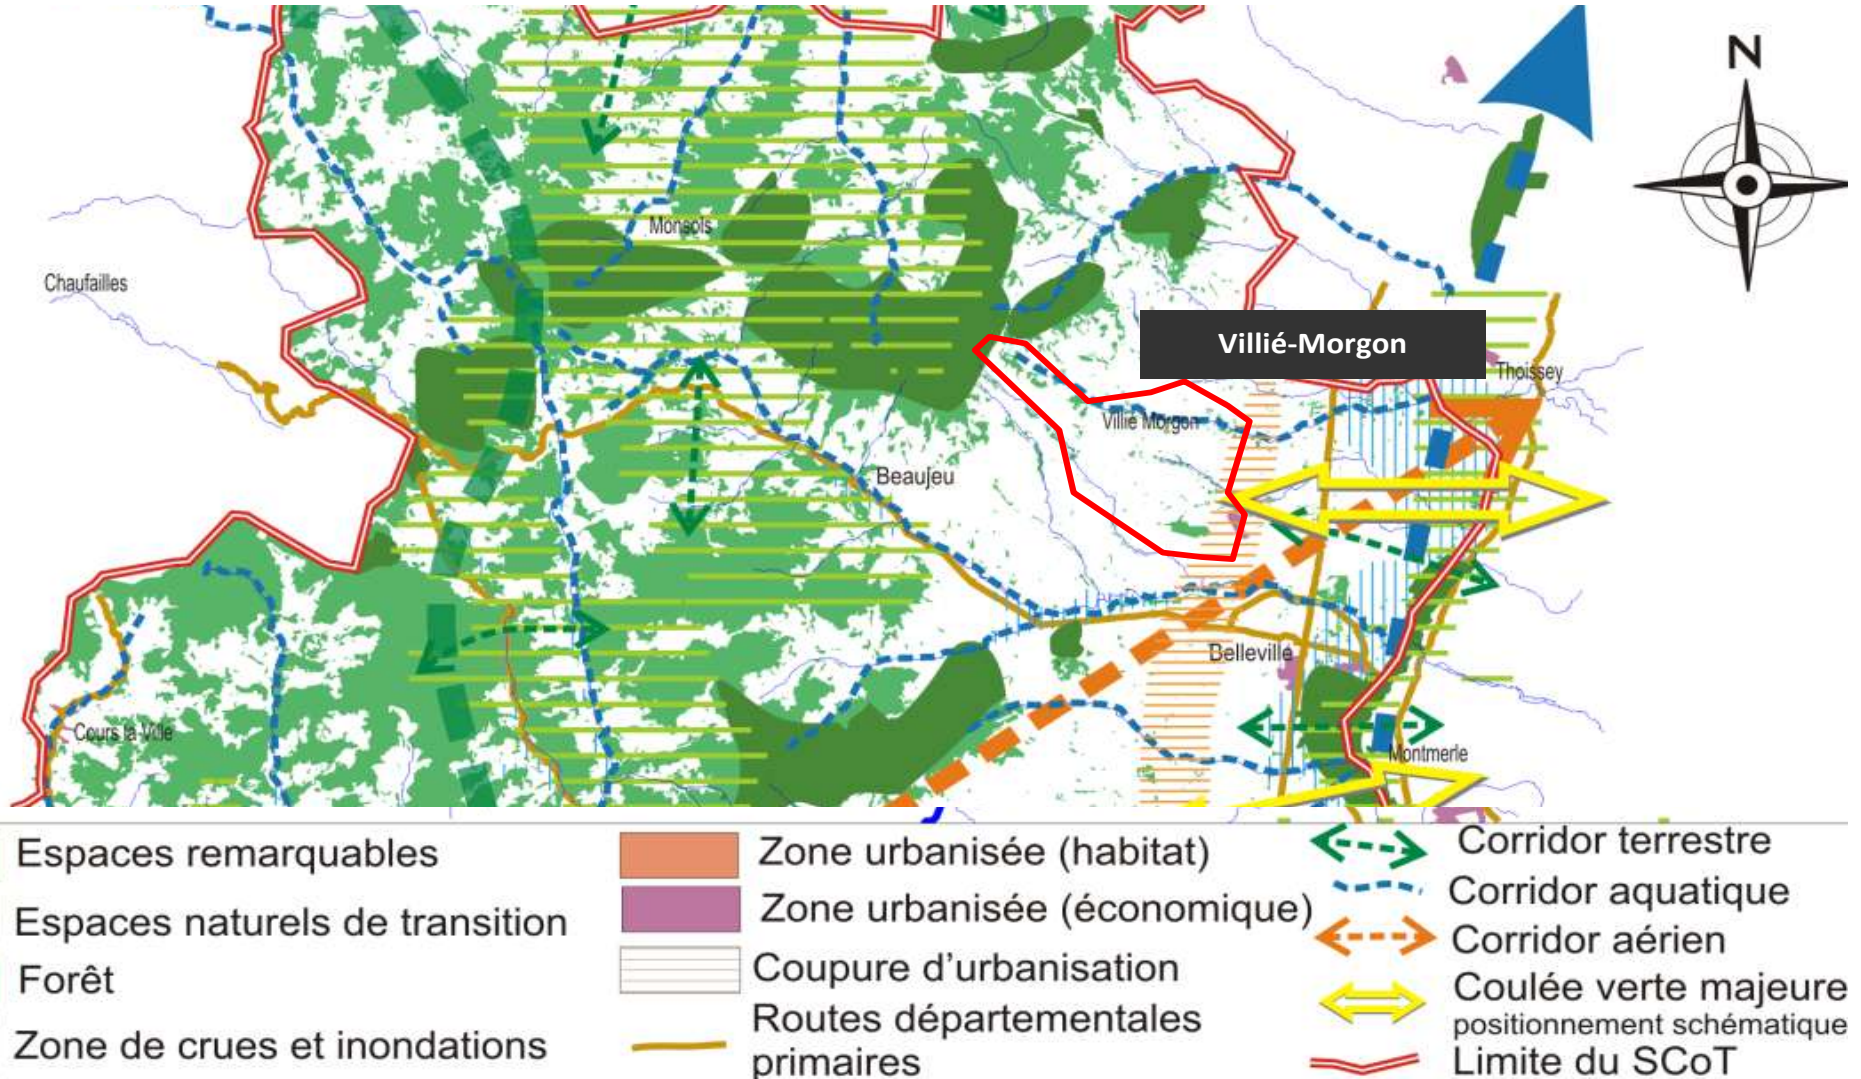 N
Monsols
Chaufailles
Villié-Morgon
Thoissey
Villié Morgon
Beaujeu
Belleville
Cours la Ville
Montmerle
Espaces remarquables
Espaces naturels de transition
Forêt
Zone de crues et inondations
Zone urbanisée (habitat)
Zone urbanisée (économique)
Coupure d'urbanisation
Routes départementales
primaires
Corridor terrestre
Corridor aquatique
Corridor aérien
Coulée verte majeure
positionnement schématique
Limite du SCoT